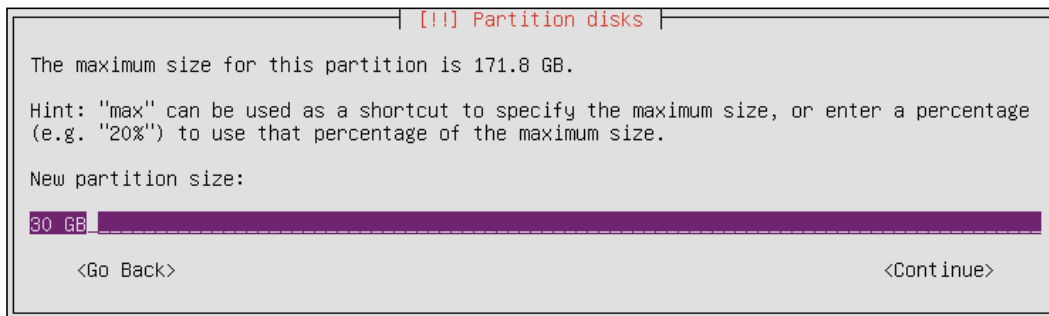 [!!] Partition disks
The maximum size for this partition is 171.8 GB.
Hint: "max" can be used as a shortcut to specify the maximum size, or enter a percentage
(e.g. "20%") to use that percentage of the maximum size.
New partition size:
30 GB
<Go Back> <Continue>